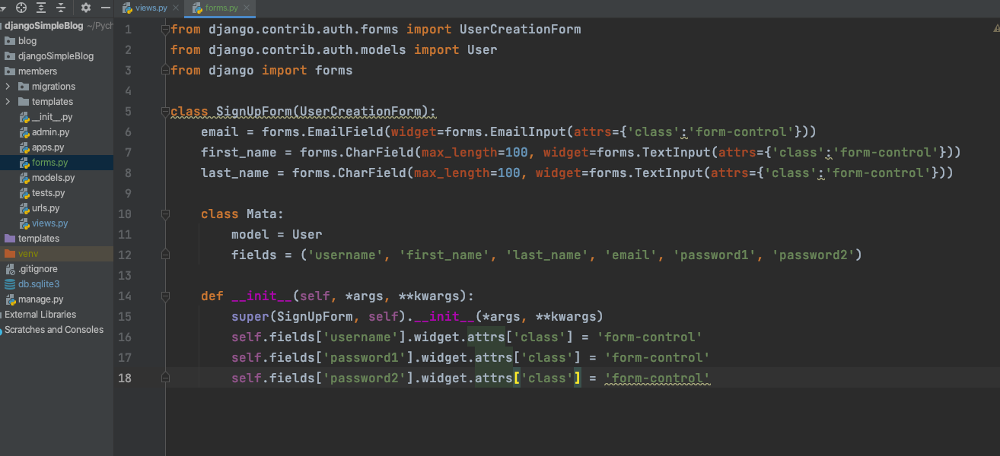 views.py
forms.py
djangoSimpleBlog ~/Pych
blog
djangoSimpleBlog
members
migrations
templates
__init__.py
admin.py
apps.py
forms.py
models.py
tests.py
urls.py
views.py
templates
venv
.gitignore
db.sqlite3
manage.py
External Libraries
Scratches and Consoles
1 from django.contrib.auth.forms import UserCreationForm
2 from django.contrib.auth.models import User
3 from django import forms
4
5 class SignUpForm(UserCreationForm):
6     email = forms.EmailField(widget=forms.EmailInput(attrs={'class':'form-control'}))
7     first_name = forms.CharField(max_length=100, widget=forms.TextInput(attrs={'class':'form-control'}))
8     last_name = forms.CharField(max_length=100, widget=forms.TextInput(attrs={'class':'form-control'}))
9
10     class Mata:
11         model = User
12         fields = ('username', 'first_name', 'last_name', 'email', 'password1', 'password2')
13
14     def __init__(self, *args, **kwargs):
15         super(SignUpForm, self).__init__(*args, **kwargs)
16         self.fields['username'].widget.attrs['class'] = 'form-control'
17         self.fields['password1'].widget.attrs['class'] = 'form-control'
18         self.fields['password2'].widget.attrs['class'] = 'form-control'